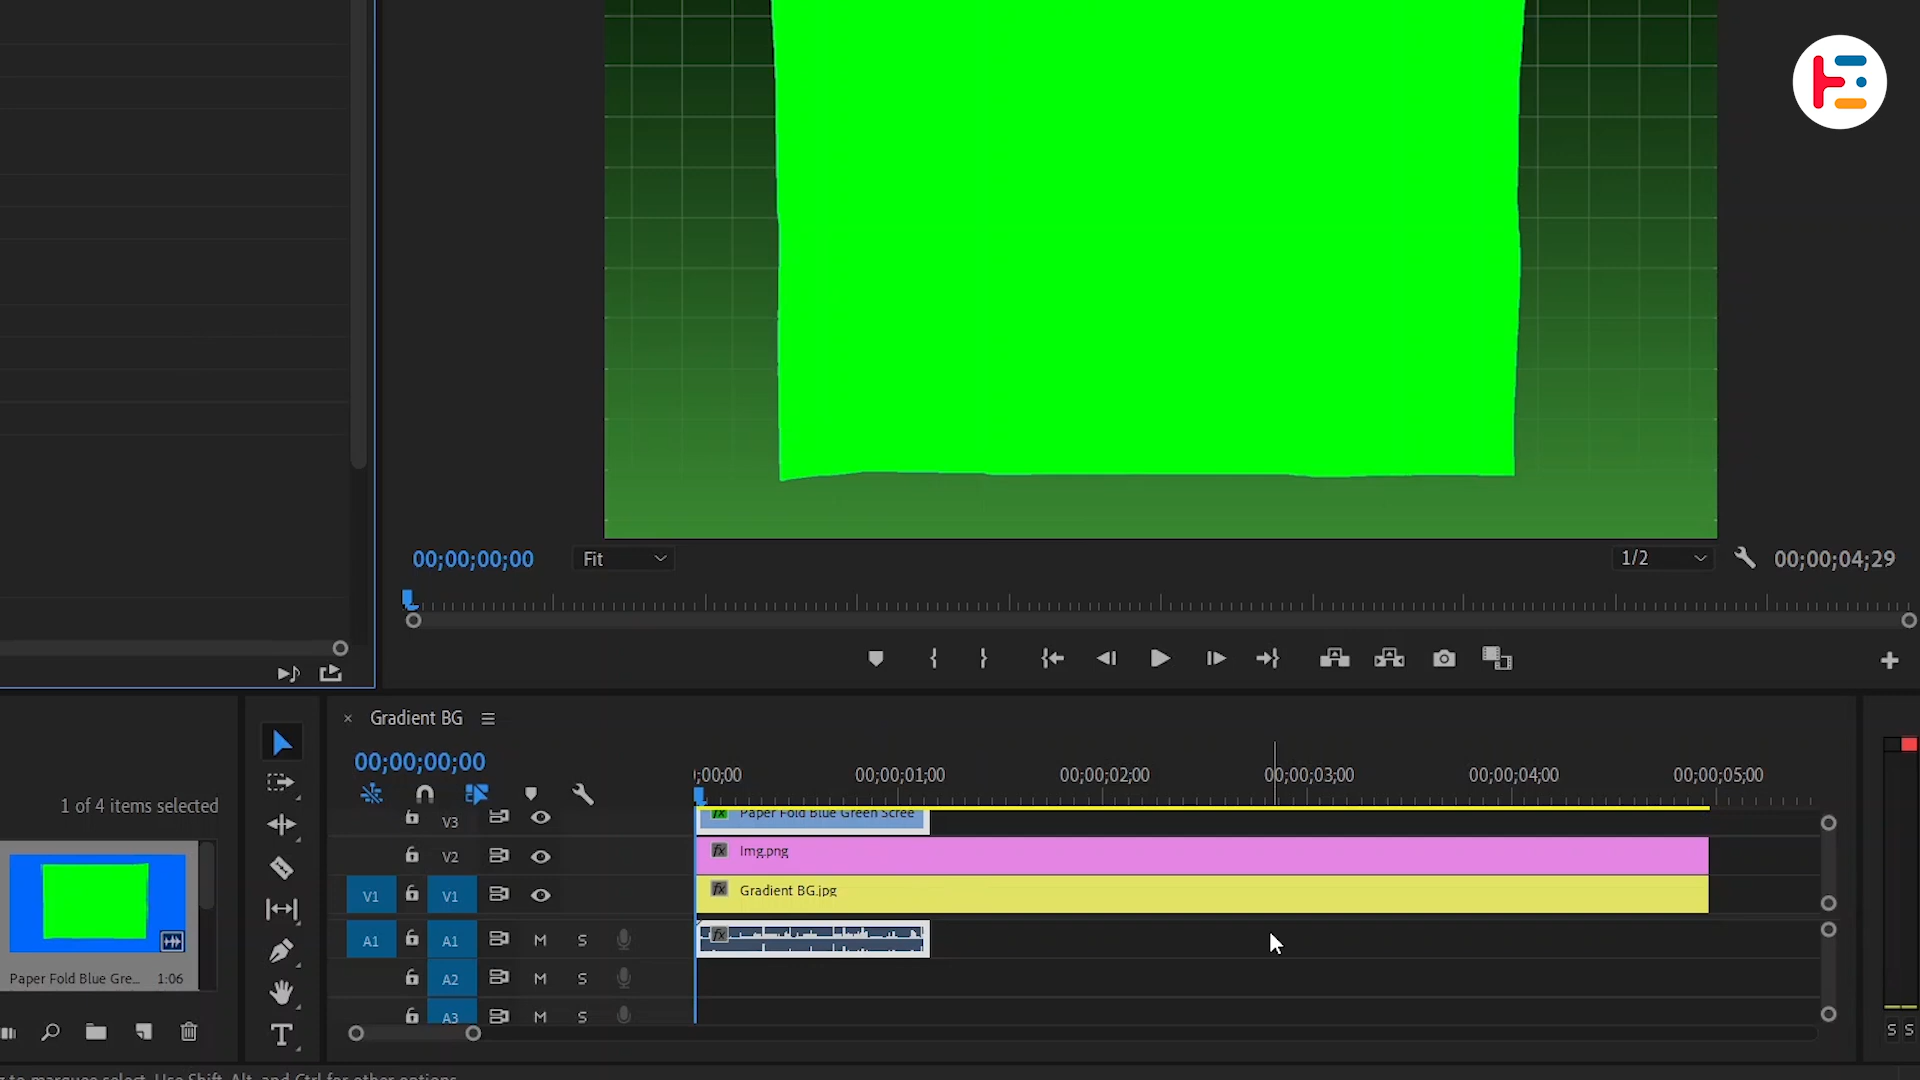 00;00;00;00
Fit
1/2
00;00;04;29
Gradient BG
00;00;00;00
;00;00
00;00;01;00
00;00;02;00
00;00;03;00
00;00;04;00
00;00;05;00
1 of 4 items selected
V3
Paper Fold Blue Green Scree
V2
Img.png
V1
V1
Gradient BG.jpg
A1
A1
M
S
Paper Fold Blue Gre...
1:06
A2
M
S
A3
M
S
S
S
T
to marquee select. Use Shift, Alt, and Ctrl for other options.